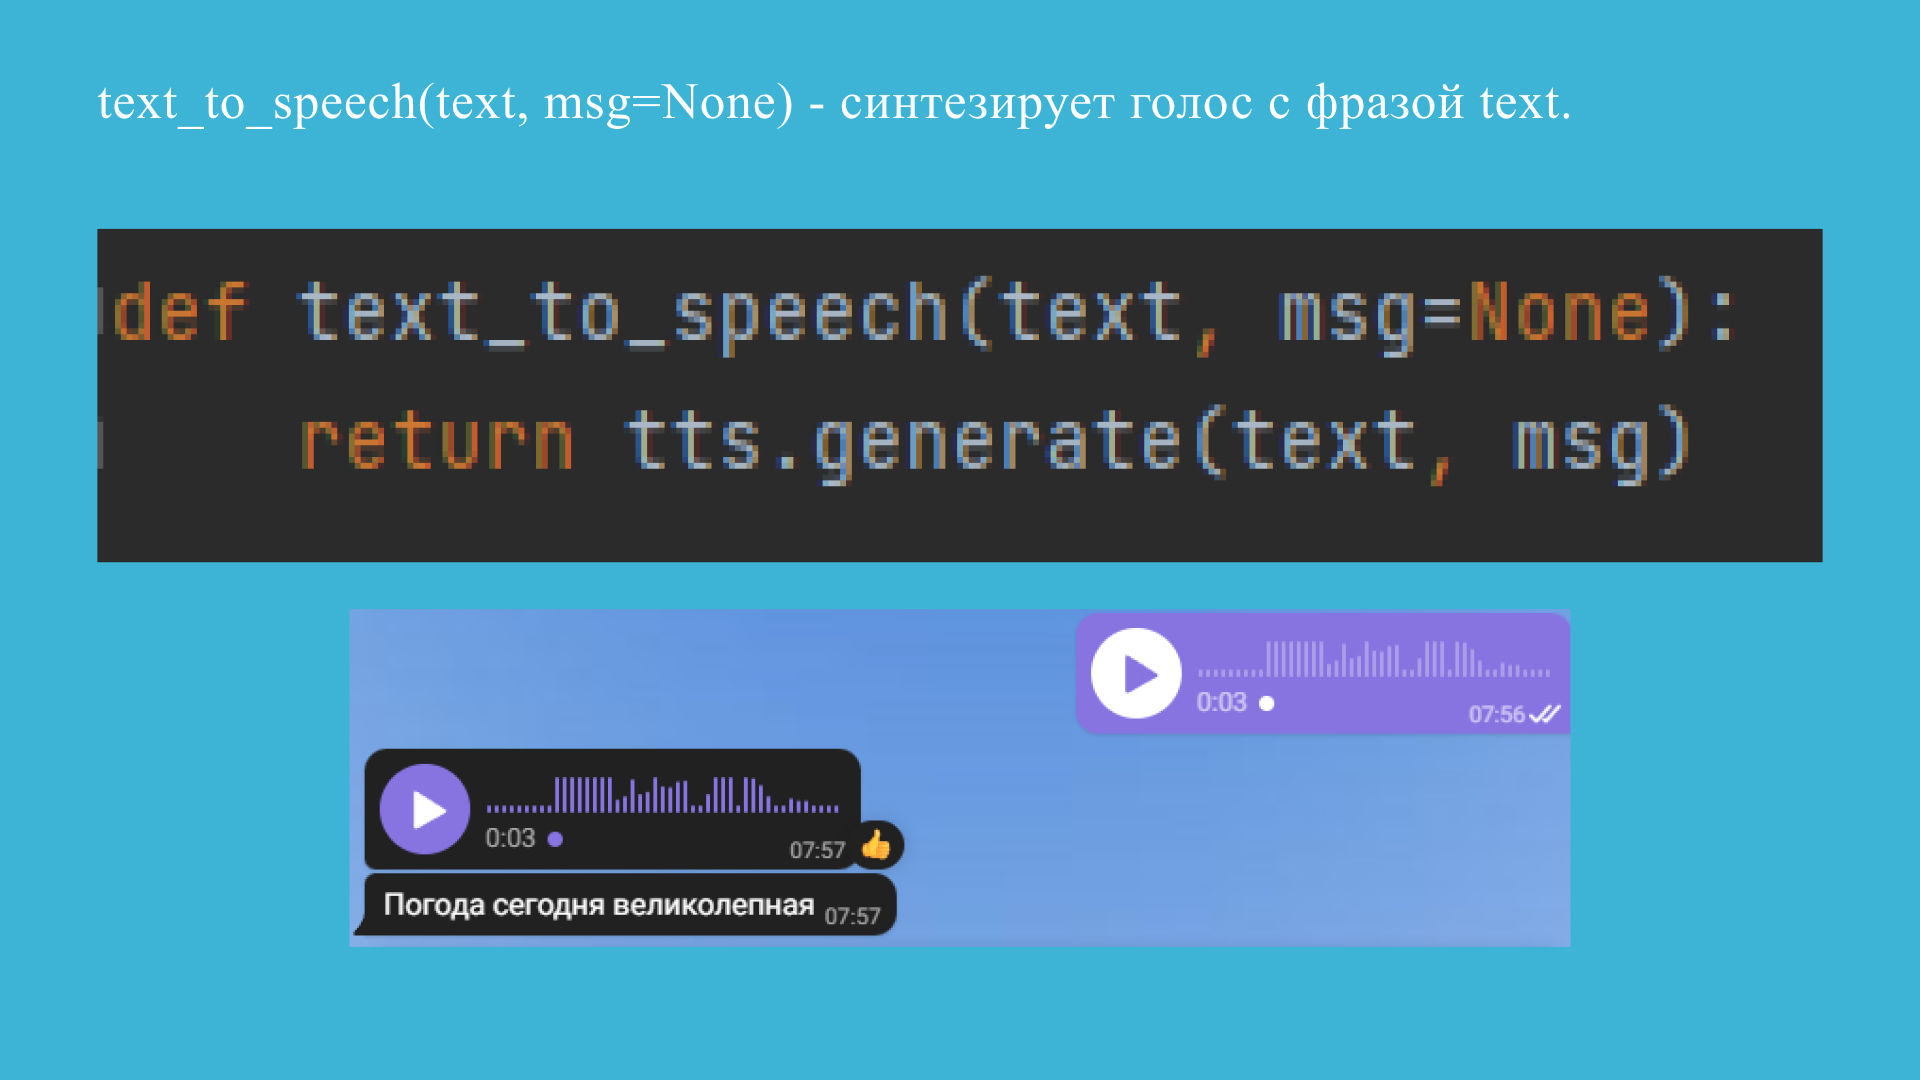 text_to_speech(text, msg=None) - синтезирует голос с фразой text.
def text_to_speech(text, msg=None):
return tts.generate(text, msg)
0:03
07:56
0:03
07:57
Погода сегодня великолепная 07:57